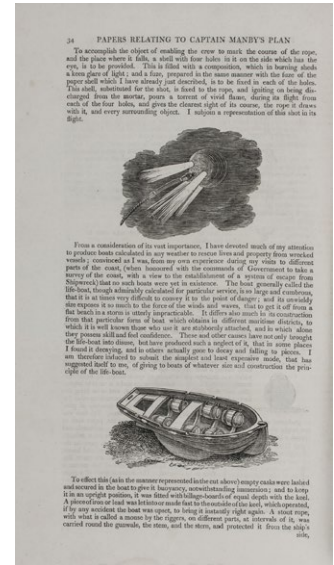 34 PAPERS RELATING TO CAPTAIN MANBY'S PLAN
To accomplish the object of enabling the crew to mark the course of the rope,
and the place where it falls, a shell with four holes in it on the side which has the
eye, is to be provided. This is filled with a composition, which in burning sheds
a keen glare of light; and a fuze, prepared in the same manner with the fuze of the
paper shell which I have already just described, is to be fixed in each of the holes.
This shell, substituted for the shot, is fixed to the rope, and igniting on being dis-
charged from the mortar, pours a torrent of vivid flame, during its flight from
each of the four holes, and gives the clearest sight of its course, the rope it draws
with it, and every surrounding object. I subjoin a representation of this shot in its
flight.
From a consideration of its vast importance, I have devoted much of my attention
to produce boats calculated in any weather to rescue lives and property from wrecked
vessels; convinced as I was, from my own experience during my visits to different
parts of the coast, (when honoured with the commands of Government to take a
survey of the coast, with a view to the establishment of a system of escape from
Shipwreck) that no such boats were yet in existence. The boat generally called the
life-boat, though admirably calculated for particular service, is so large and cumbrous,
that it is at times very difficult to convey it to the point of danger; and its unwieldy
size exposes it so much to the force of the winds and waves, that to get it off from a
flat beach in a storm is utterly impracticable. It differs also much in its construction
from that particular form of boat which obtains in different maritime districts, to
which it is well known those who use it are stubbornly attached, and in which alone
they possess skill and feel confidence. These and other causes have not only brought
the life-boat into disuse, but have produced such a neglect of it, that in some places
I found it decaying, and in others actually gone to decay and falling to pieces. I
am therefore induced to submit the simplest and least expensive mode, that has
suggested itself to me, of giving to boats of whatever size and construction the prin-
ciple of the life-boat.
To effect this (as in the manner represented in the cut above) empty casks were lashed
and secured in the boat to give it buoyancy, notwithstanding immersion; and to keep
it in an upright position, it was fitted with billage-boards of equal depth with the keel.
A piece of iron or lead was let into or made fast to the outside of the keel, which operated,
if by any accident the boat was upset, to bring it instantly right again. A stout rope,
with what is called a mouse by the riggers, on different parts, at intervals of it, was
carried round the gunwale, the stem, and the stern, and protected it from the ship's
side,